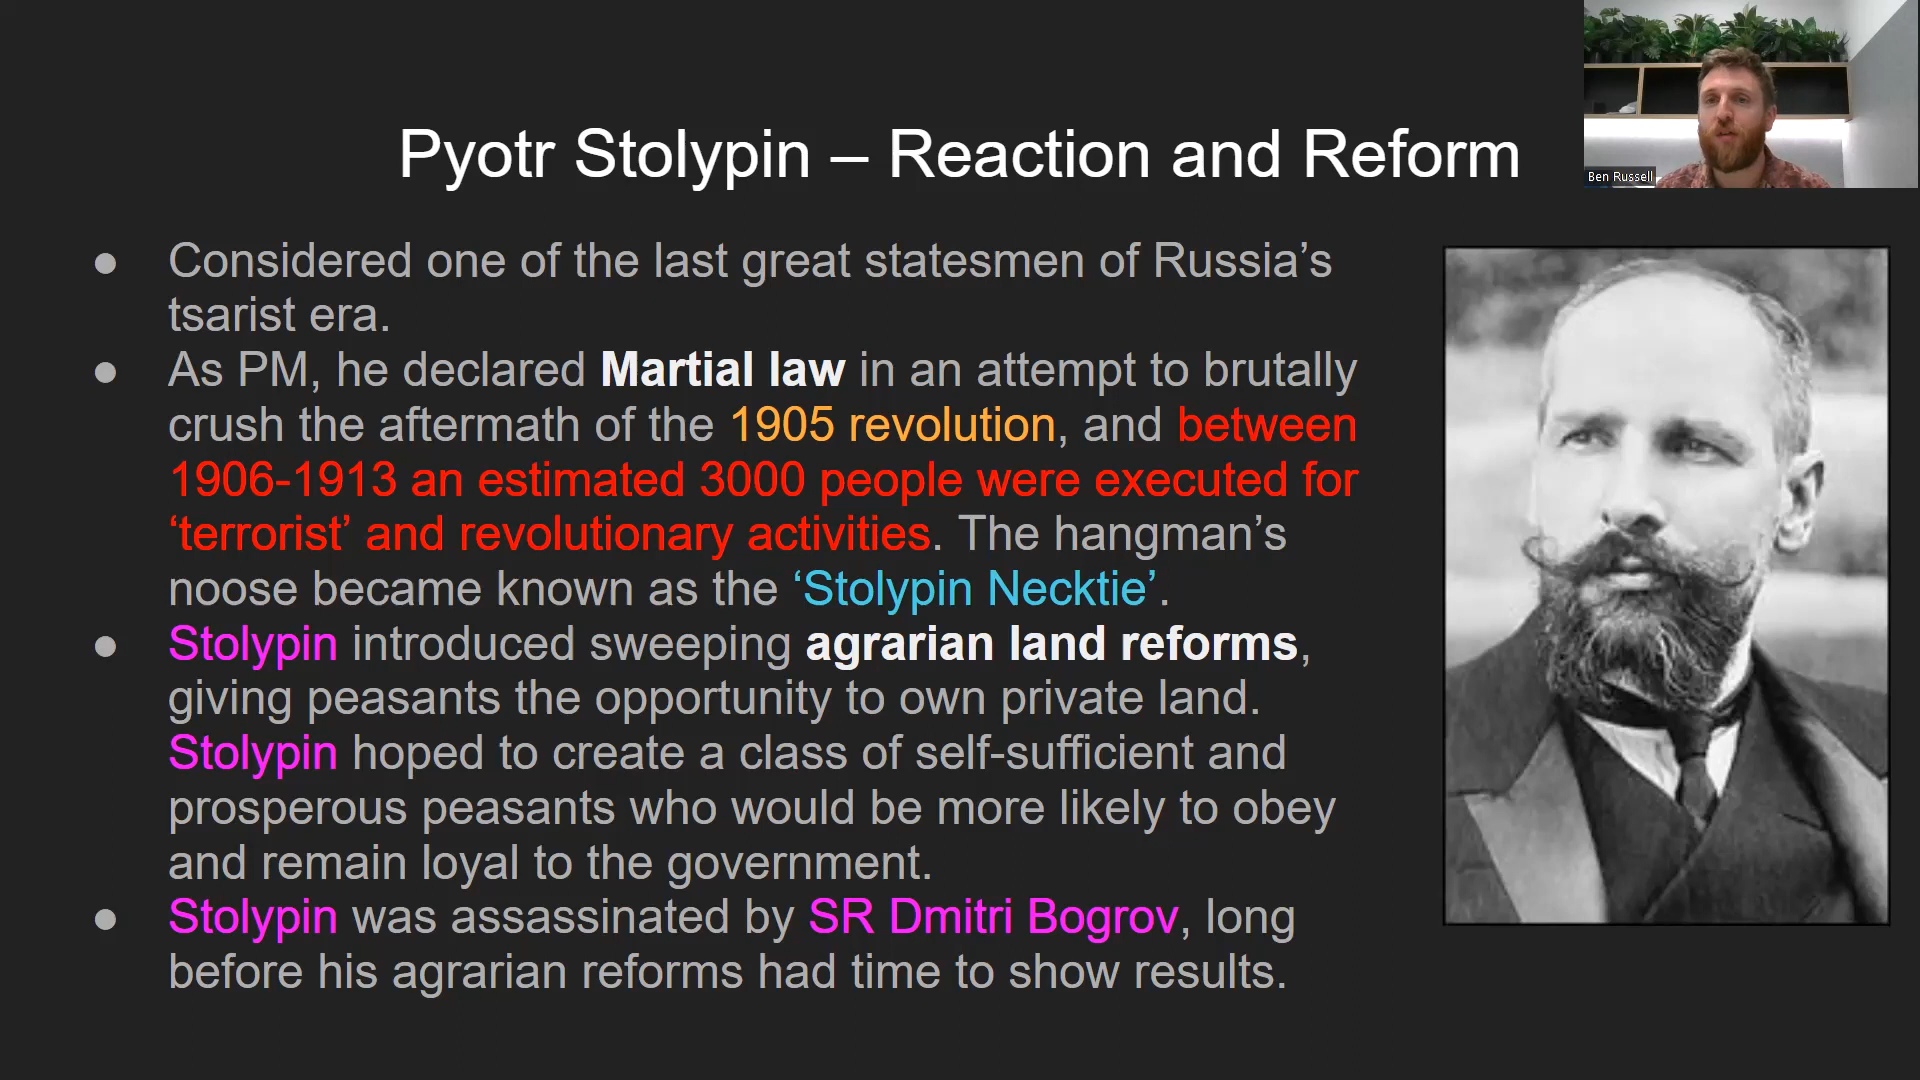 Pyotr Stolypin – Reaction and Reform
Ben Russell
● Considered one of the last great statesmen of Russia’s
tsarist era.
● As PM, he declared Martial law in an attempt to brutally
crush the aftermath of the 1905 revolution, and between
1906-1913 an estimated 3000 people were executed for
‘terrorist’ and revolutionary activities. The hangman’s
noose became known as the ‘Stolypin Necktie’.
● Stolypin introduced sweeping agrarian land reforms,
giving peasants the opportunity to own private land.
Stolypin hoped to create a class of self-sufficient and
prosperous peasants who would be more likely to obey
and remain loyal to the government.
● Stolypin was assassinated by SR Dmitri Bogrov, long
before his agrarian reforms had time to show results.